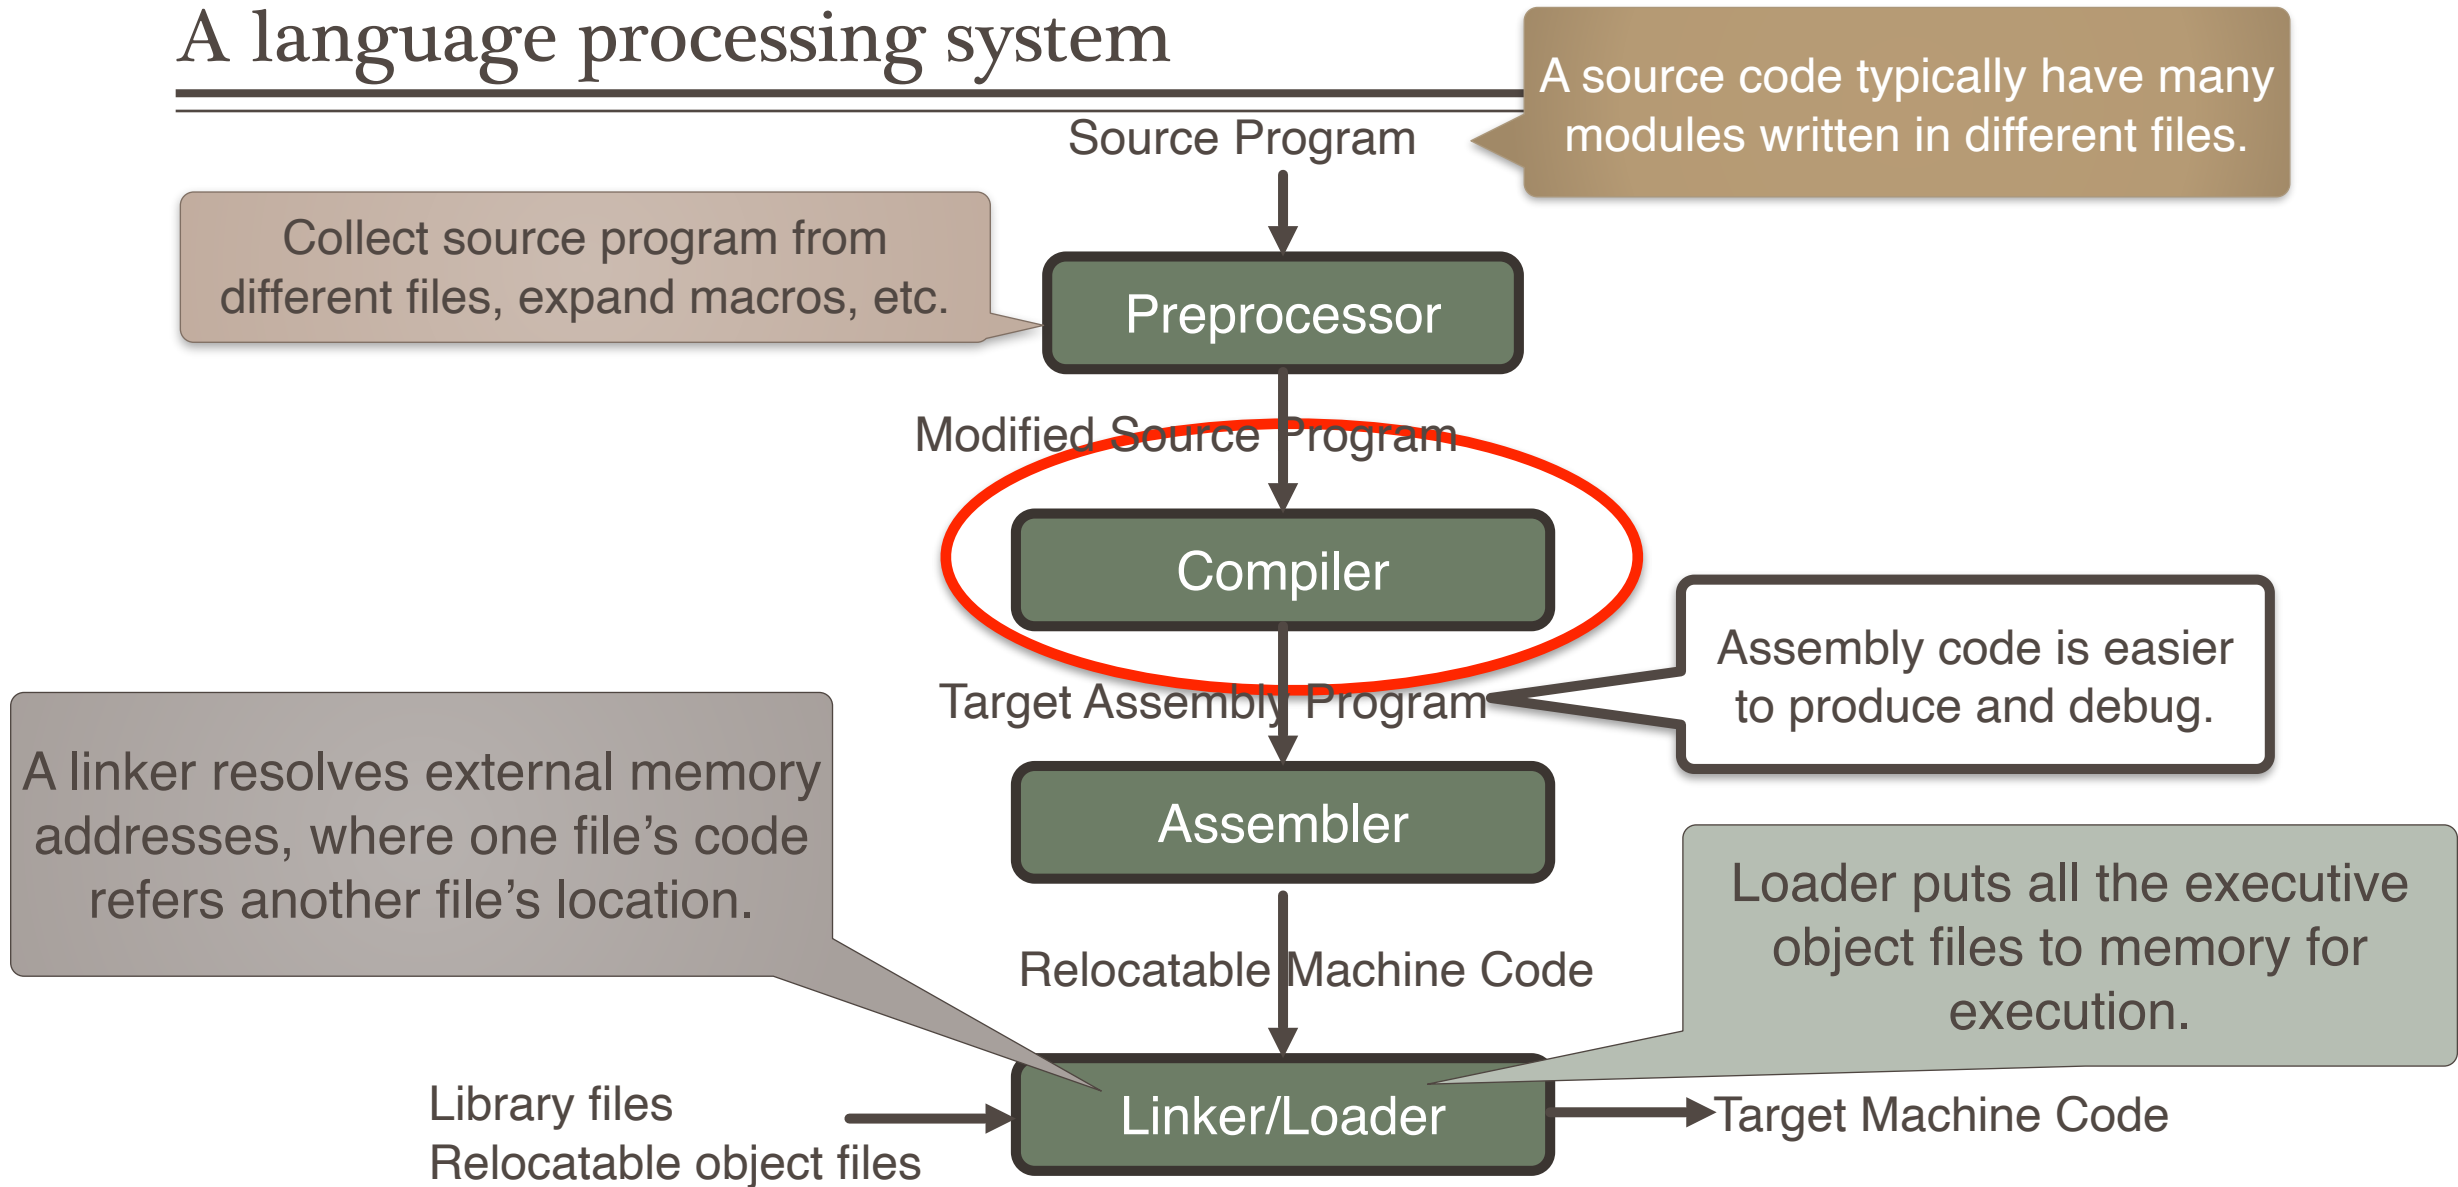 A language processing system
A source code typically have many
modules written in different files.
Source Program
Collect source program from
different files, expand macros, etc.
Preprocessor
Modified Source Program
Compiler
Assembly code is easier
to produce and debug.
Target Assembly Program
A linker resolves external memory
addresses, where one file’s code
refers another file’s location.
Assembler
Loader puts all the executive
object files to memory for
execution.
Relocatable Machine Code
Library files
Relocatable object files
Linker/Loader
Target Machine Code